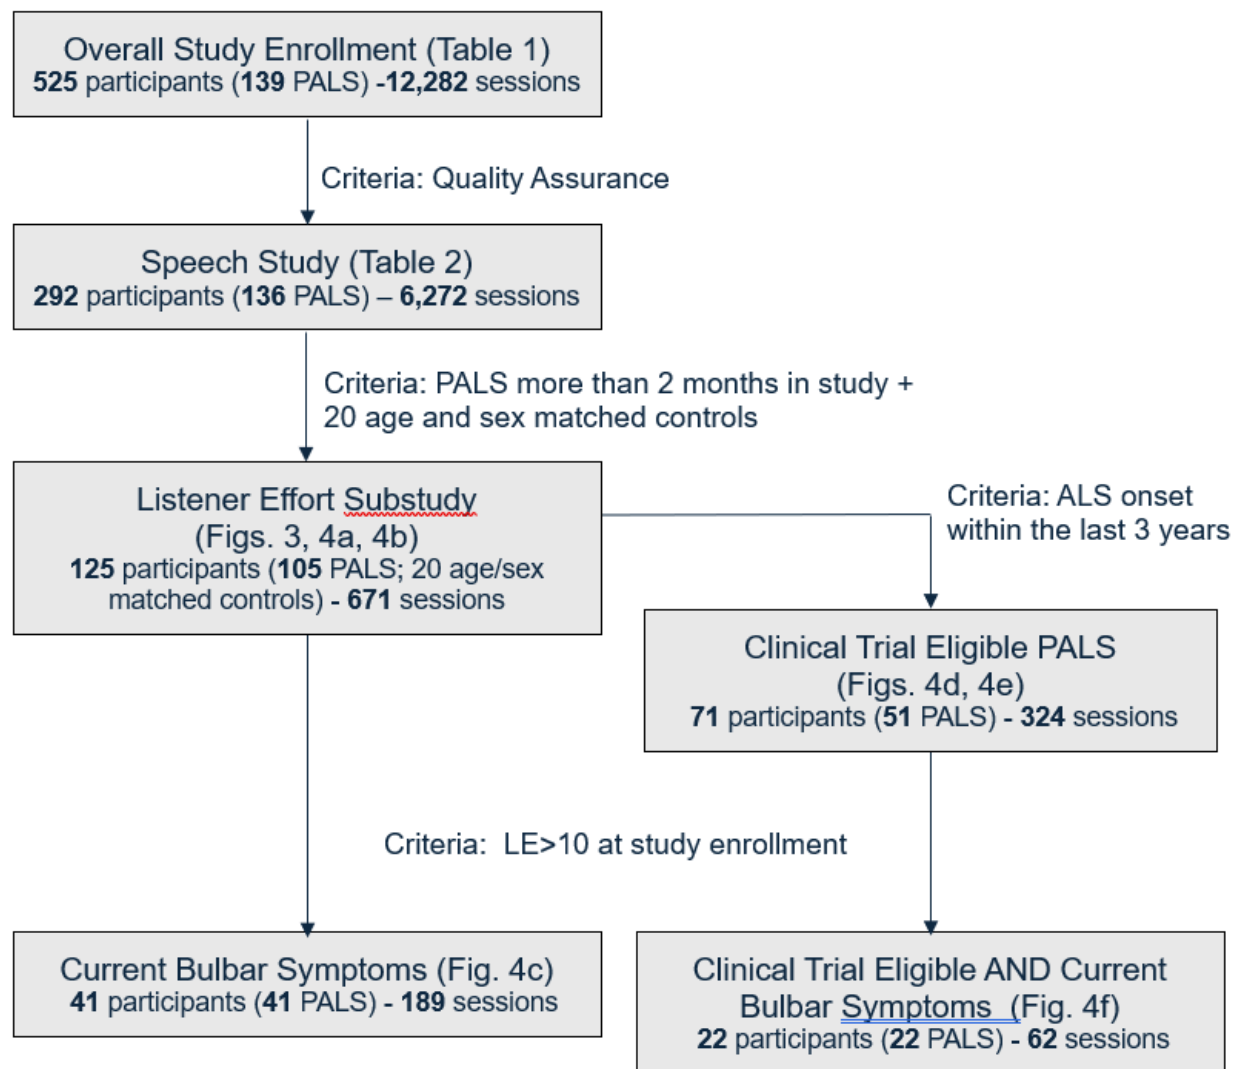 Overall Study Enrollment (Table 1)
525 participants (139 PALS) -12,282 sessions
Criteria: Quality Assurance
Speech Study (Table 2)
292 participants (136 PALS) – 6,272 sessions
Criteria: PALS more than 2 months in study +
20 age and sex matched controls
Listener Effort Substudy
(Figs. 3, 4a, 4b)
125 participants (105 PALS; 20 age/sex
matched controls) - 671 sessions
Criteria: ALS onset
within the last 3 years
Clinical Trial Eligible PALS
(Figs. 4d, 4e)
71 participants (51 PALS) - 324 sessions
Criteria:  LE>10 at study enrollment
Current Bulbar Symptoms (Fig. 4c)
41 participants (41 PALS) - 189 sessions
Clinical Trial Eligible AND Current
Bulbar Symptoms  (Fig. 4f)
22 participants (22 PALS) - 62 sessions